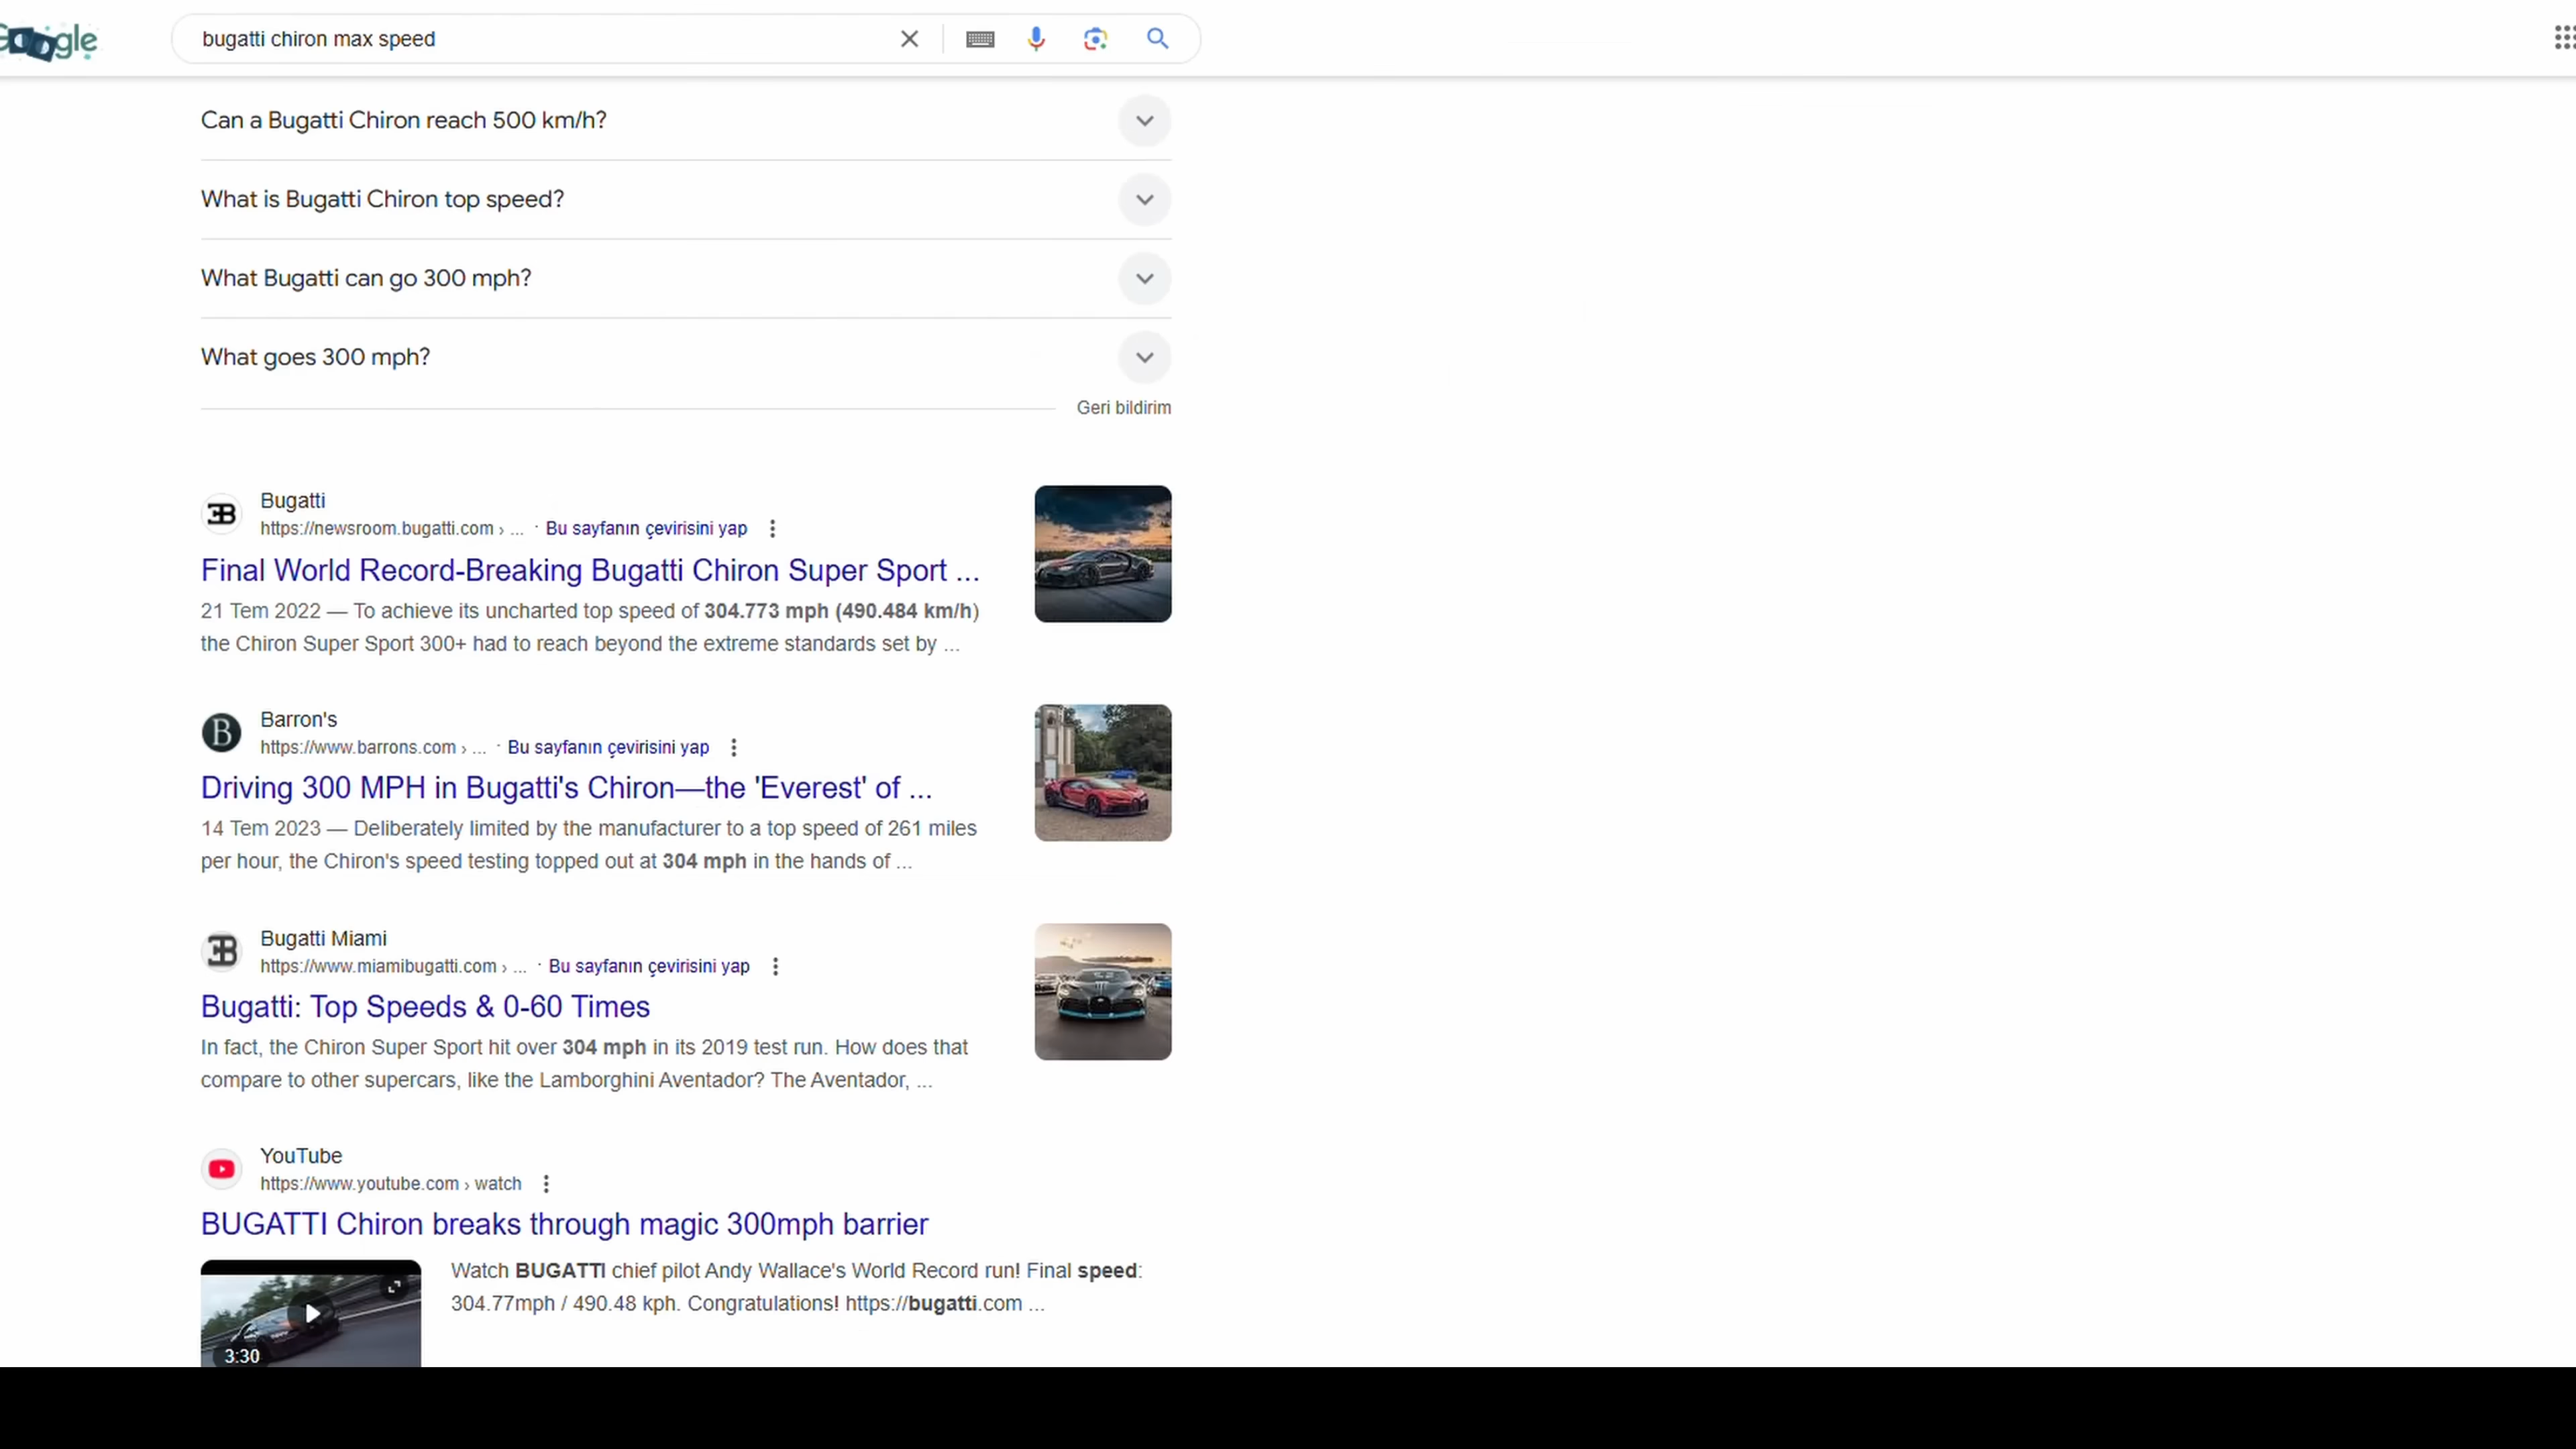 Google
bugatti chiron max speed
Can a Bugatti Chiron reach 500 km/h?
What is Bugatti Chiron top speed?
What Bugatti can go 300 mph?
What goes 300 mph?
Geri bildirim
Bugatti
https://newsroom.bugatti.com › ... · Bu sayfanın çevirisini yap
Final World Record-Breaking Bugatti Chiron Super Sport ...
21 Tem 2022 — To achieve its uncharted top speed of 304.773 mph (490.484 km/h)
the Chiron Super Sport 300+ had to reach beyond the extreme standards set by ...
B
Barron's
https://www.barrons.com › ... · Bu sayfanın çevirisini yap
Driving 300 MPH in Bugatti's Chiron—the 'Everest' of ...
14 Tem 2023 — Deliberately limited by the manufacturer to a top speed of 261 miles
per hour, the Chiron's speed testing topped out at 304 mph in the hands of ...
Bugatti Miami
https://www.miamibugatti.com › ... · Bu sayfanın çevirisini yap
Bugatti: Top Speeds & 0-60 Times
In fact, the Chiron Super Sport hit over 304 mph in its 2019 test run. How does that
compare to other supercars, like the Lamborghini Aventador? The Aventador, ...
YouTube
https://www.youtube.com › watch
BUGATTI Chiron breaks through magic 300mph barrier
Watch BUGATTI chief pilot Andy Wallace's World Record run! Final speed:
304.77mph / 490.48 kph. Congratulations! https://bugatti.com ...
3:30